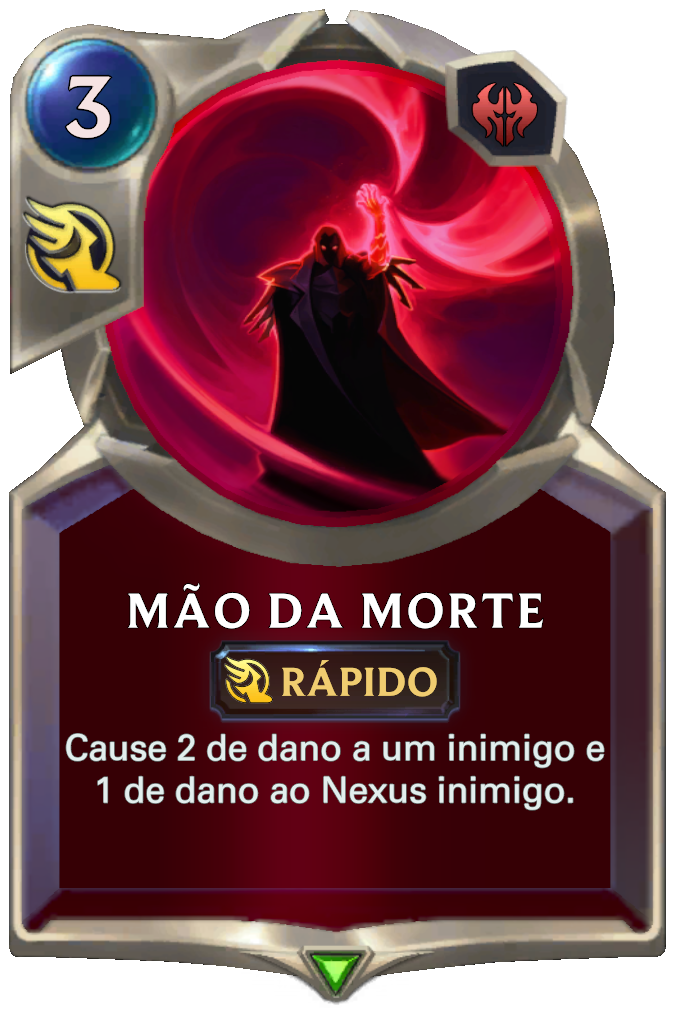 3
MÃO DA MORTE
RÁPIDO
Cause 2 de dano a um inimigo e
1 de dano ao Nexus inimigo.